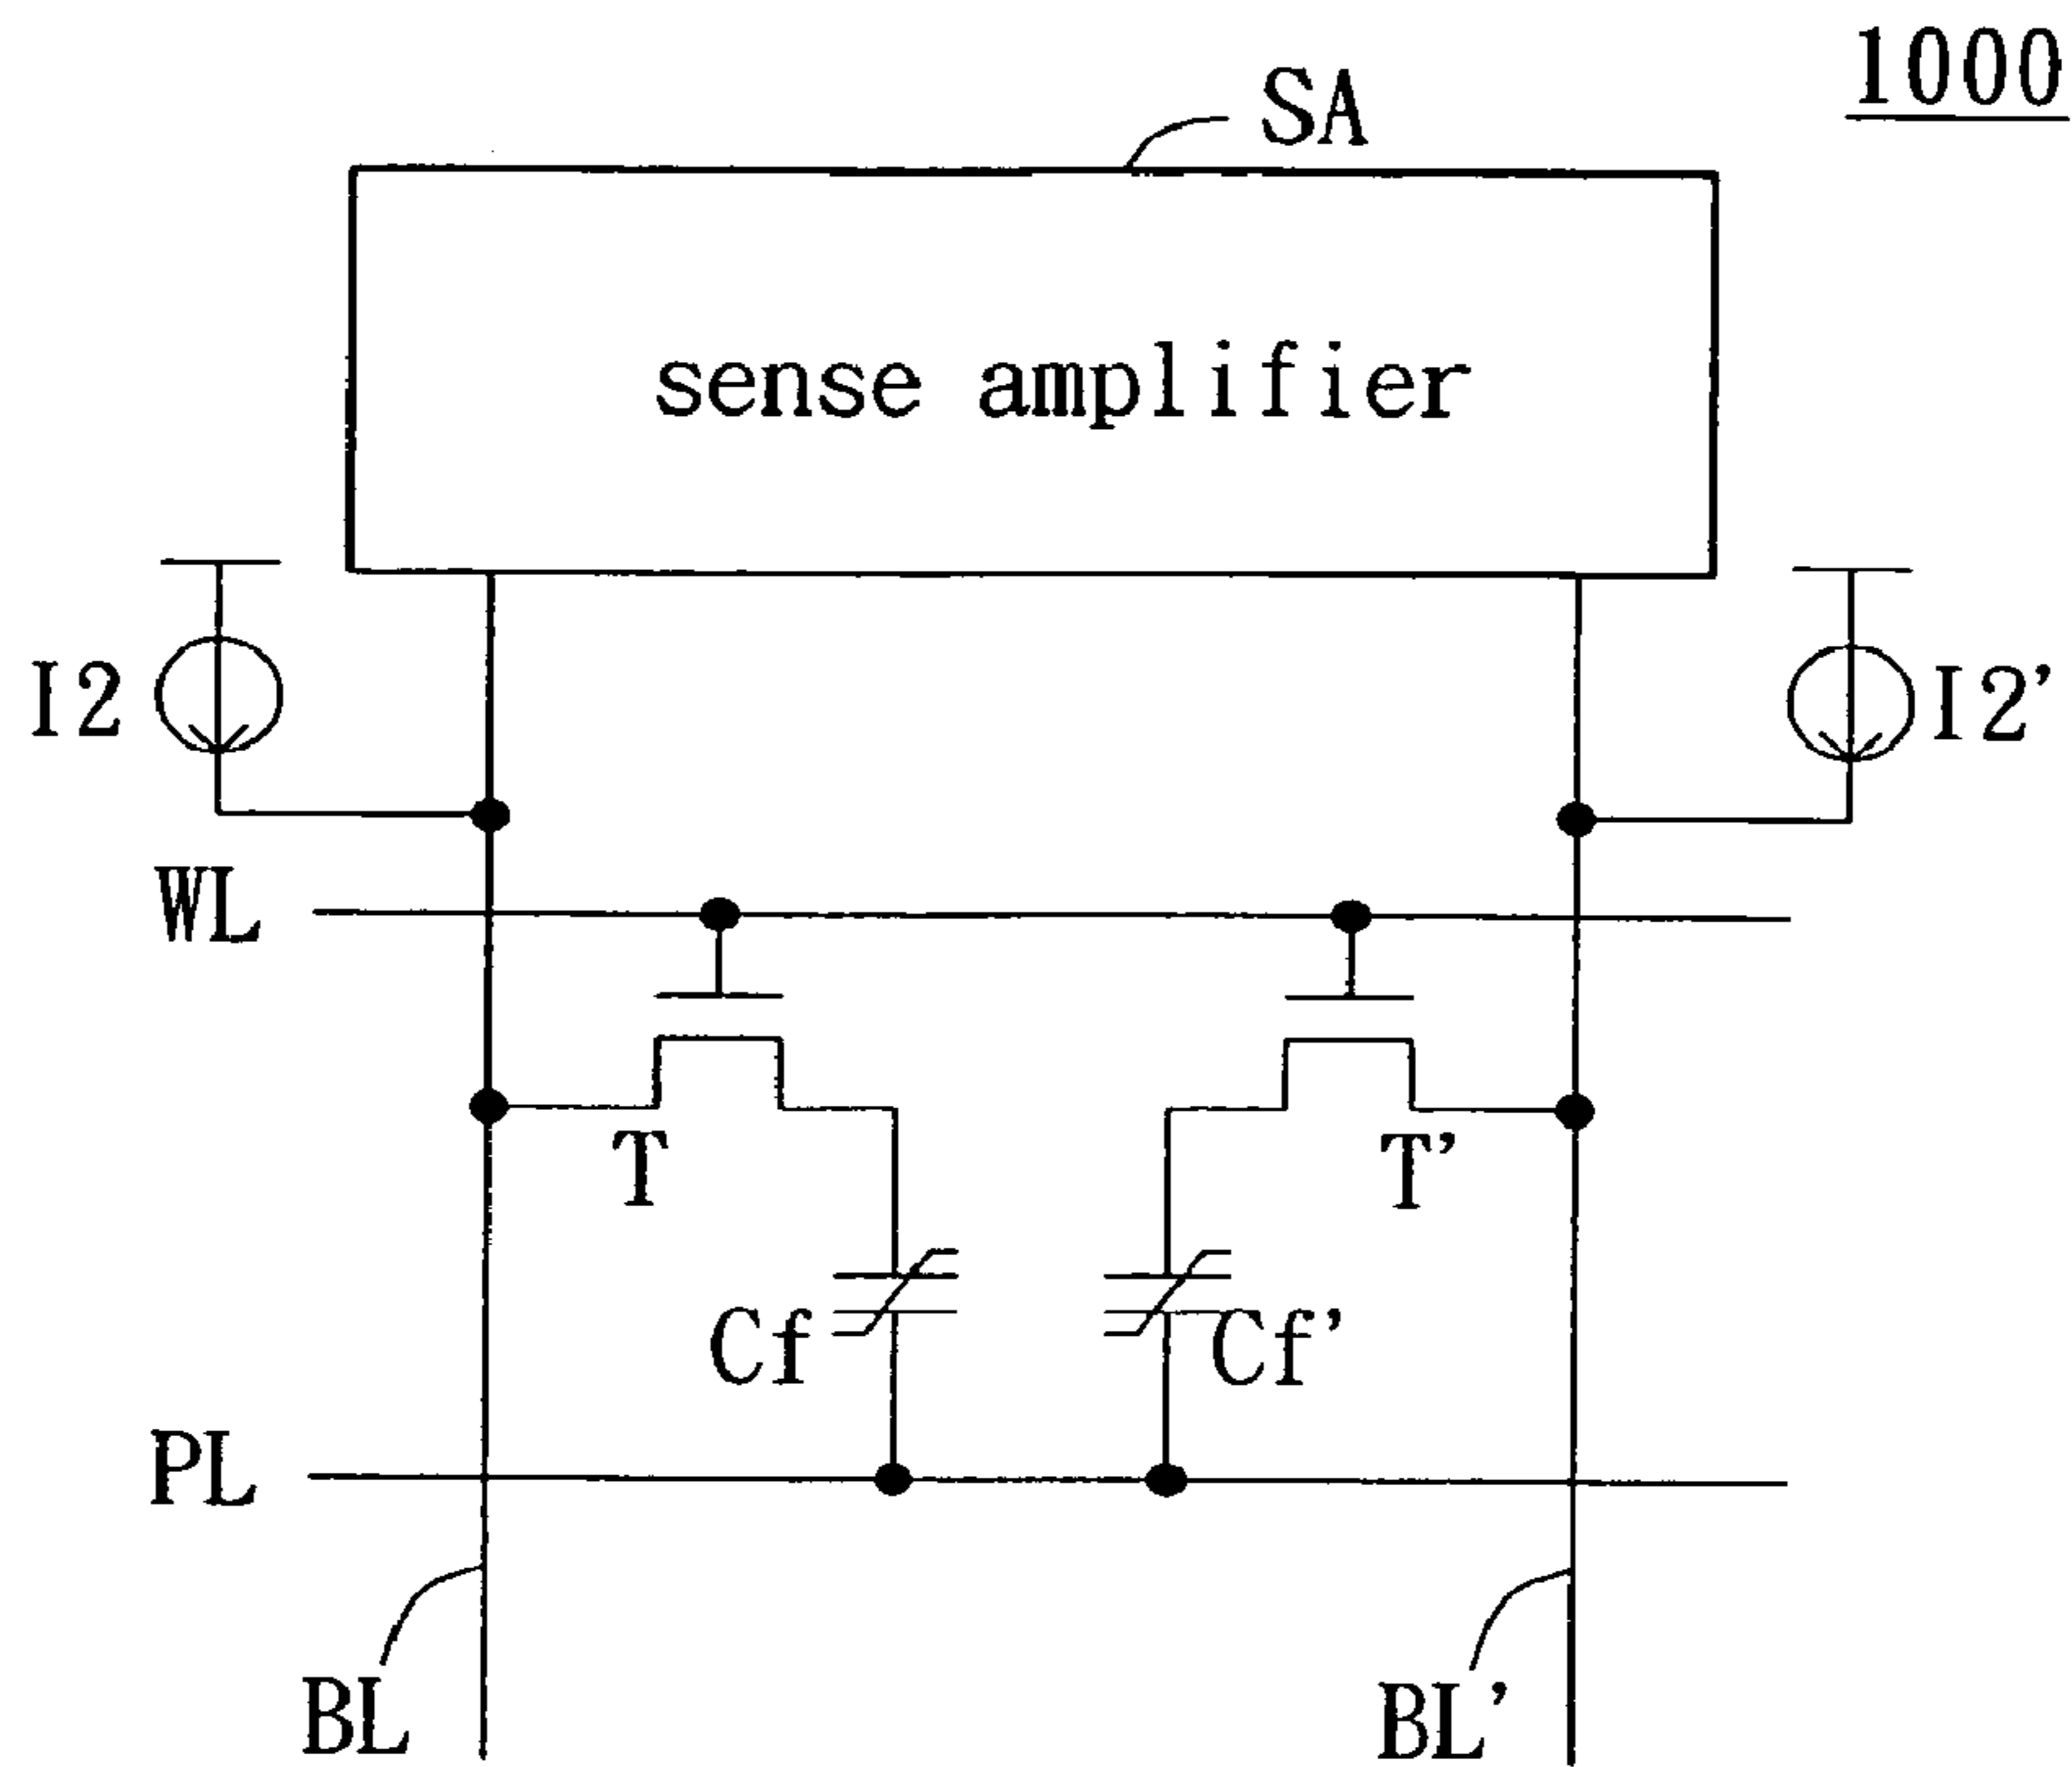 1000
SA
sense amplifier
I2
I2'
WL
T
T'
Cf
Cf'
PL
BL
BL'